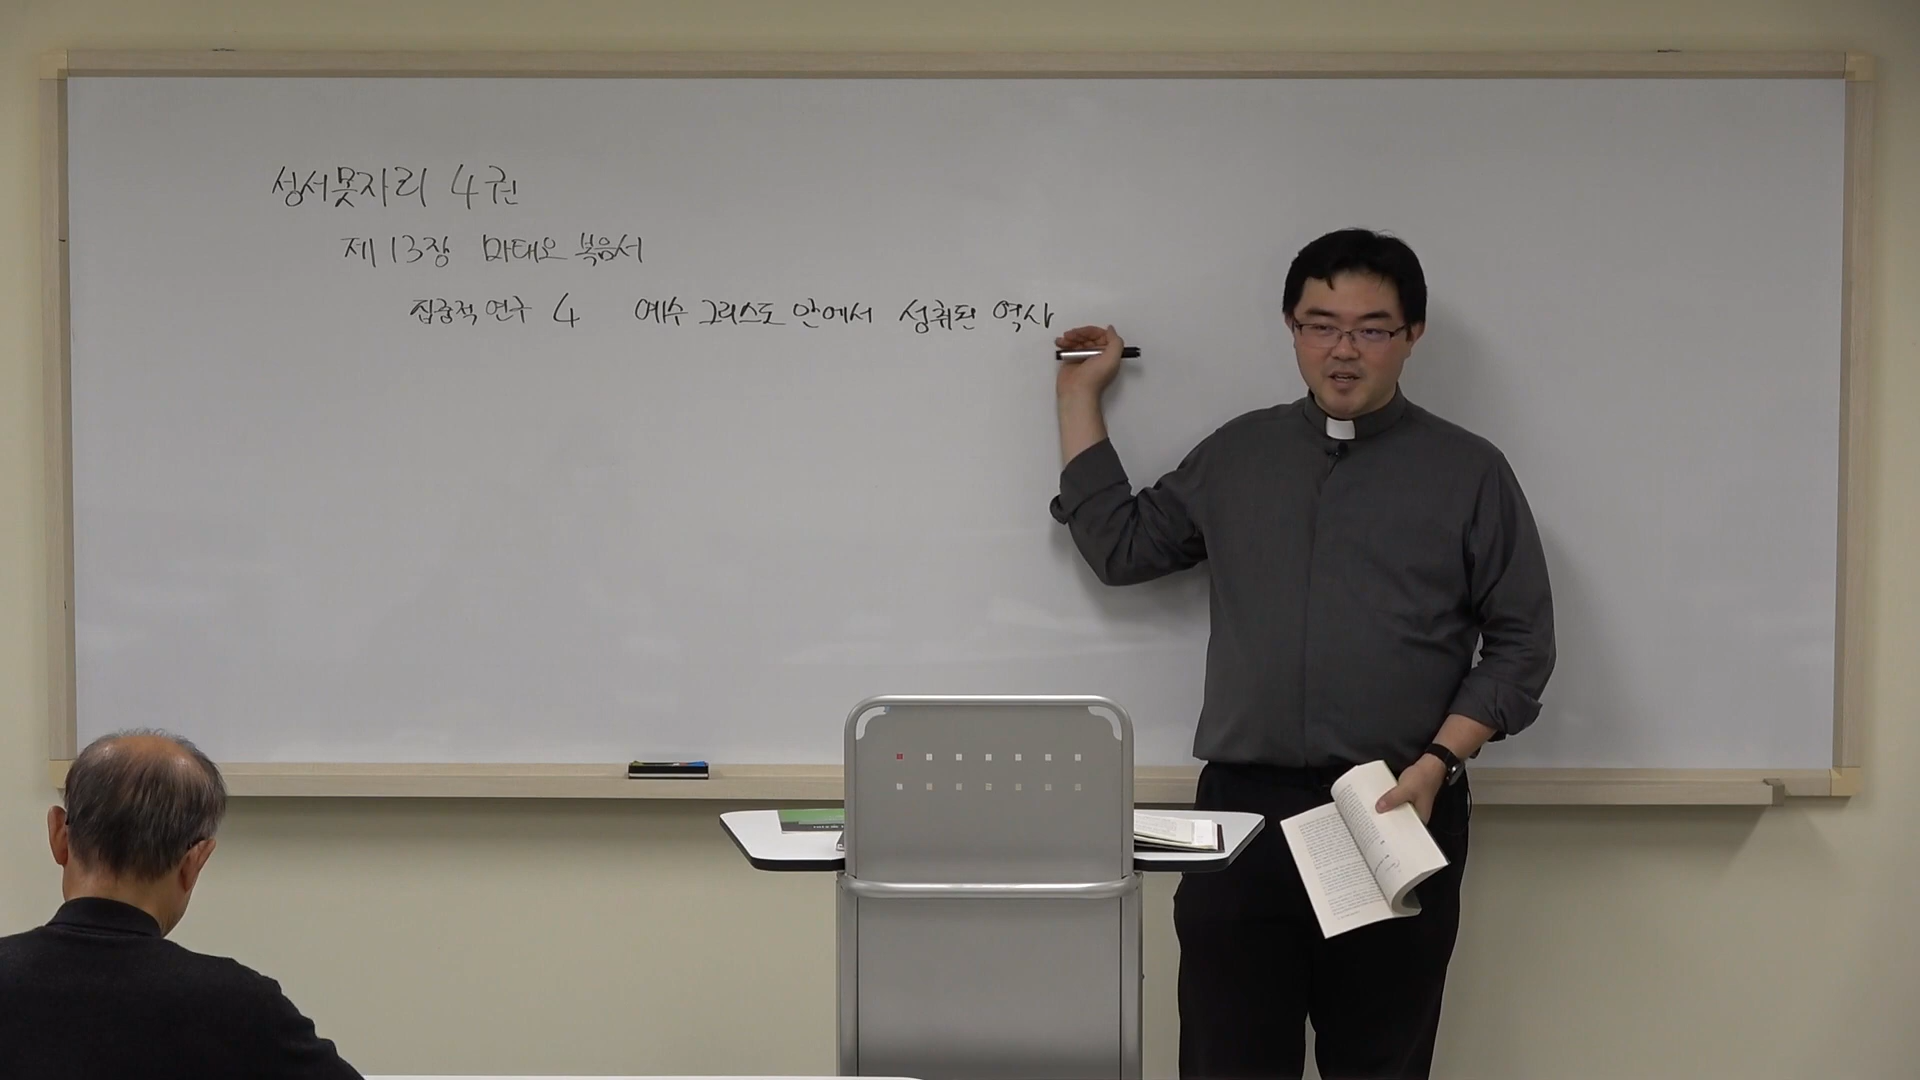 성서못자리 4권
제 13장 마태오 복음서
집중적 연구 4 예수 그리스도 안에서 성취된 역사